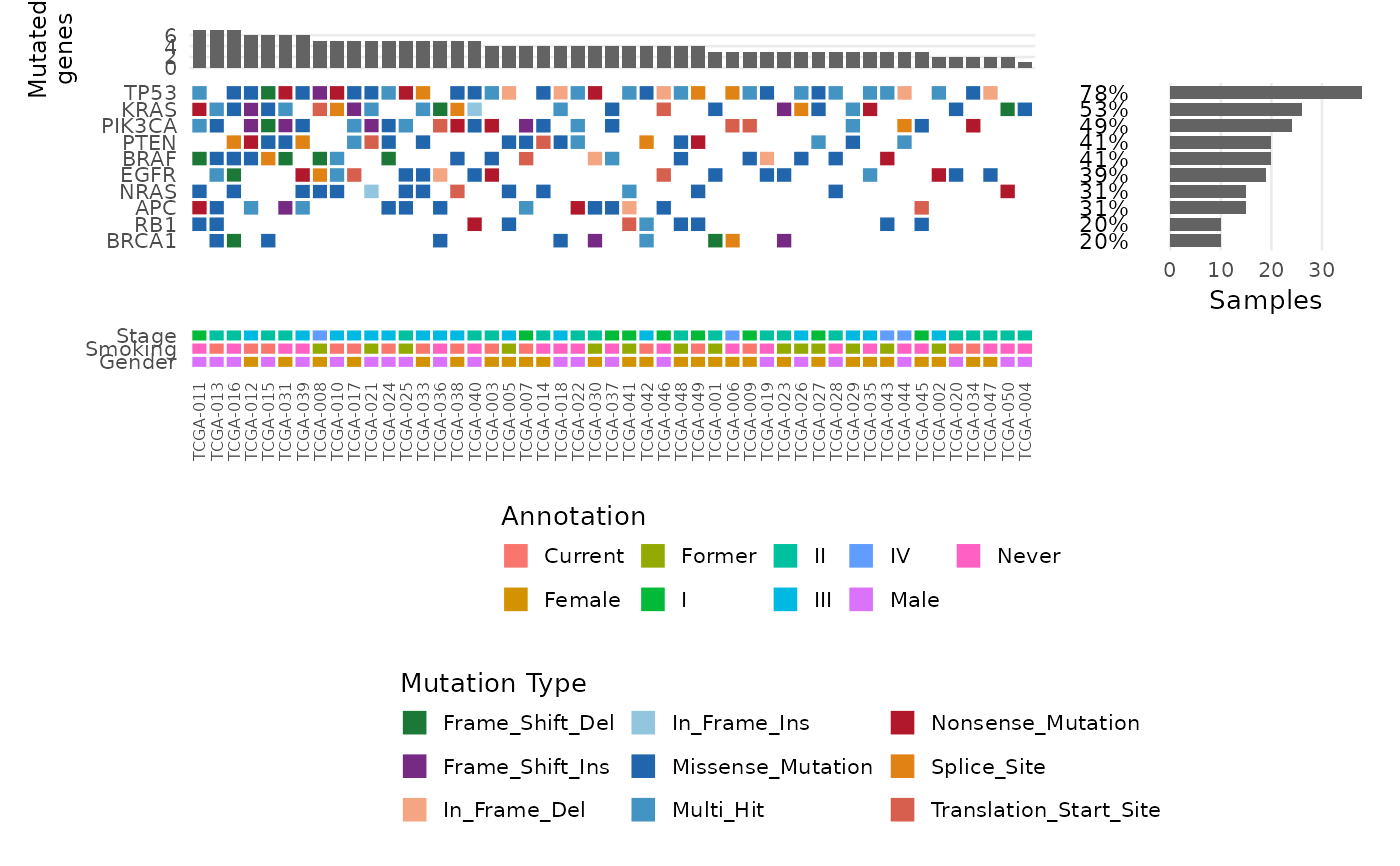 Mutated
genes
6
4
2
0
TP53
KRAS
PIK3CA
PTEN
BRAF
EGFR
NRAS
APC
RB1
BRCA1
78%
53%
49%
41%
41%
39%
31%
31%
20%
20%
0 10 20 30
Samples
Stage
Smoking
Gender
TCGA-011
TCGA-013
TCGA-016
TCGA-012
TCGA-015
TCGA-031
TCGA-039
TCGA-008
TCGA-010
TCGA-017
TCGA-021
TCGA-024
TCGA-025
TCGA-033
TCGA-036
TCGA-038
TCGA-040
TCGA-003
TCGA-005
TCGA-007
TCGA-014
TCGA-018
TCGA-022
TCGA-030
TCGA-037
TCGA-041
TCGA-042
TCGA-046
TCGA-048
TCGA-049
TCGA-001
TCGA-006
TCGA-009
TCGA-019
TCGA-023
TCGA-026
TCGA-027
TCGA-028
TCGA-029
TCGA-035
TCGA-043
TCGA-044
TCGA-045
TCGA-002
TCGA-020
TCGA-034
TCGA-047
TCGA-050
TCGA-004
Annotation
Current Former II IV Never
Female I III Male
Mutation Type
Frame_Shift_Del In_Frame_Ins Nonsense_Mutation
Frame_Shift_Ins Missense_Mutation Splice_Site
In_Frame_Del Multi_Hit Translation_Start_Site